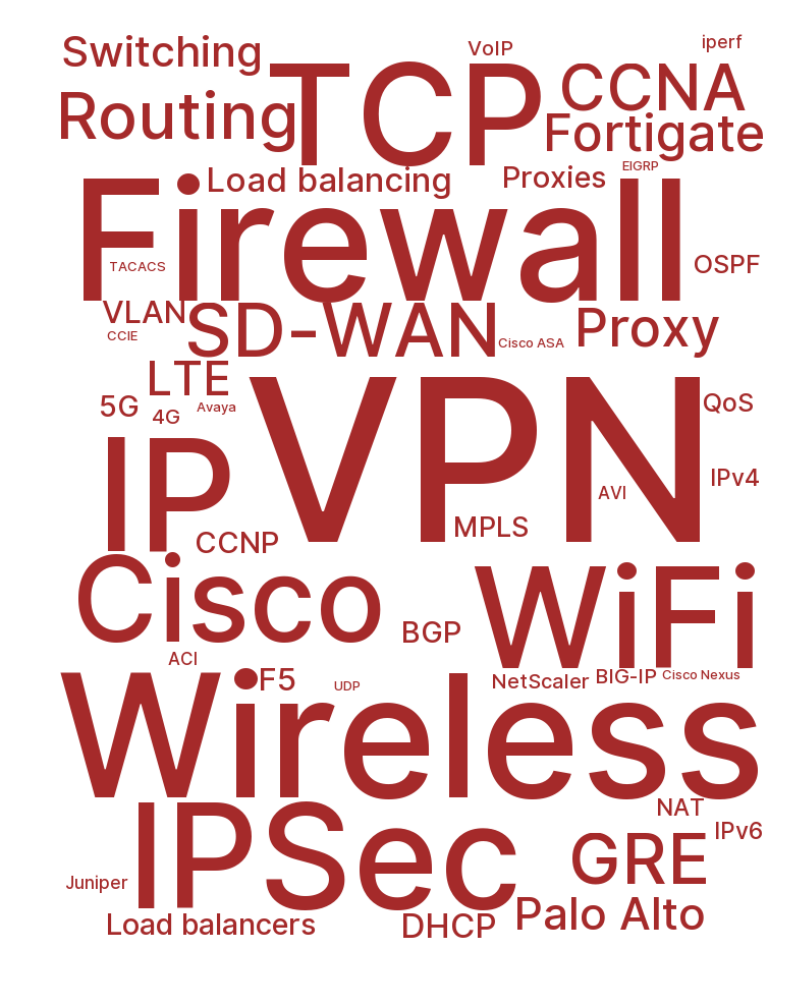 iperf
VoIP
Switching
TCP
CCNA
Routing
Fortigate
EIGRP
Load balancing
Proxies
Firewall
TACACS
OSPF
VLAN
SD-WAN
Proxy
CCIE
Cisco ASA
LTE
5G
4G
Avaya
VPN
QoS
IP
IPv4
AVI
MPLS
CCNP
Cisco
WiFi
BGP
ACI
F5
UDP
NetScaler
BIG-IP
Cisco Nexus
Wireless
NAT
IPv6
IPSec
GRE
Juniper
Palo Alto
Load balancers
DHCP